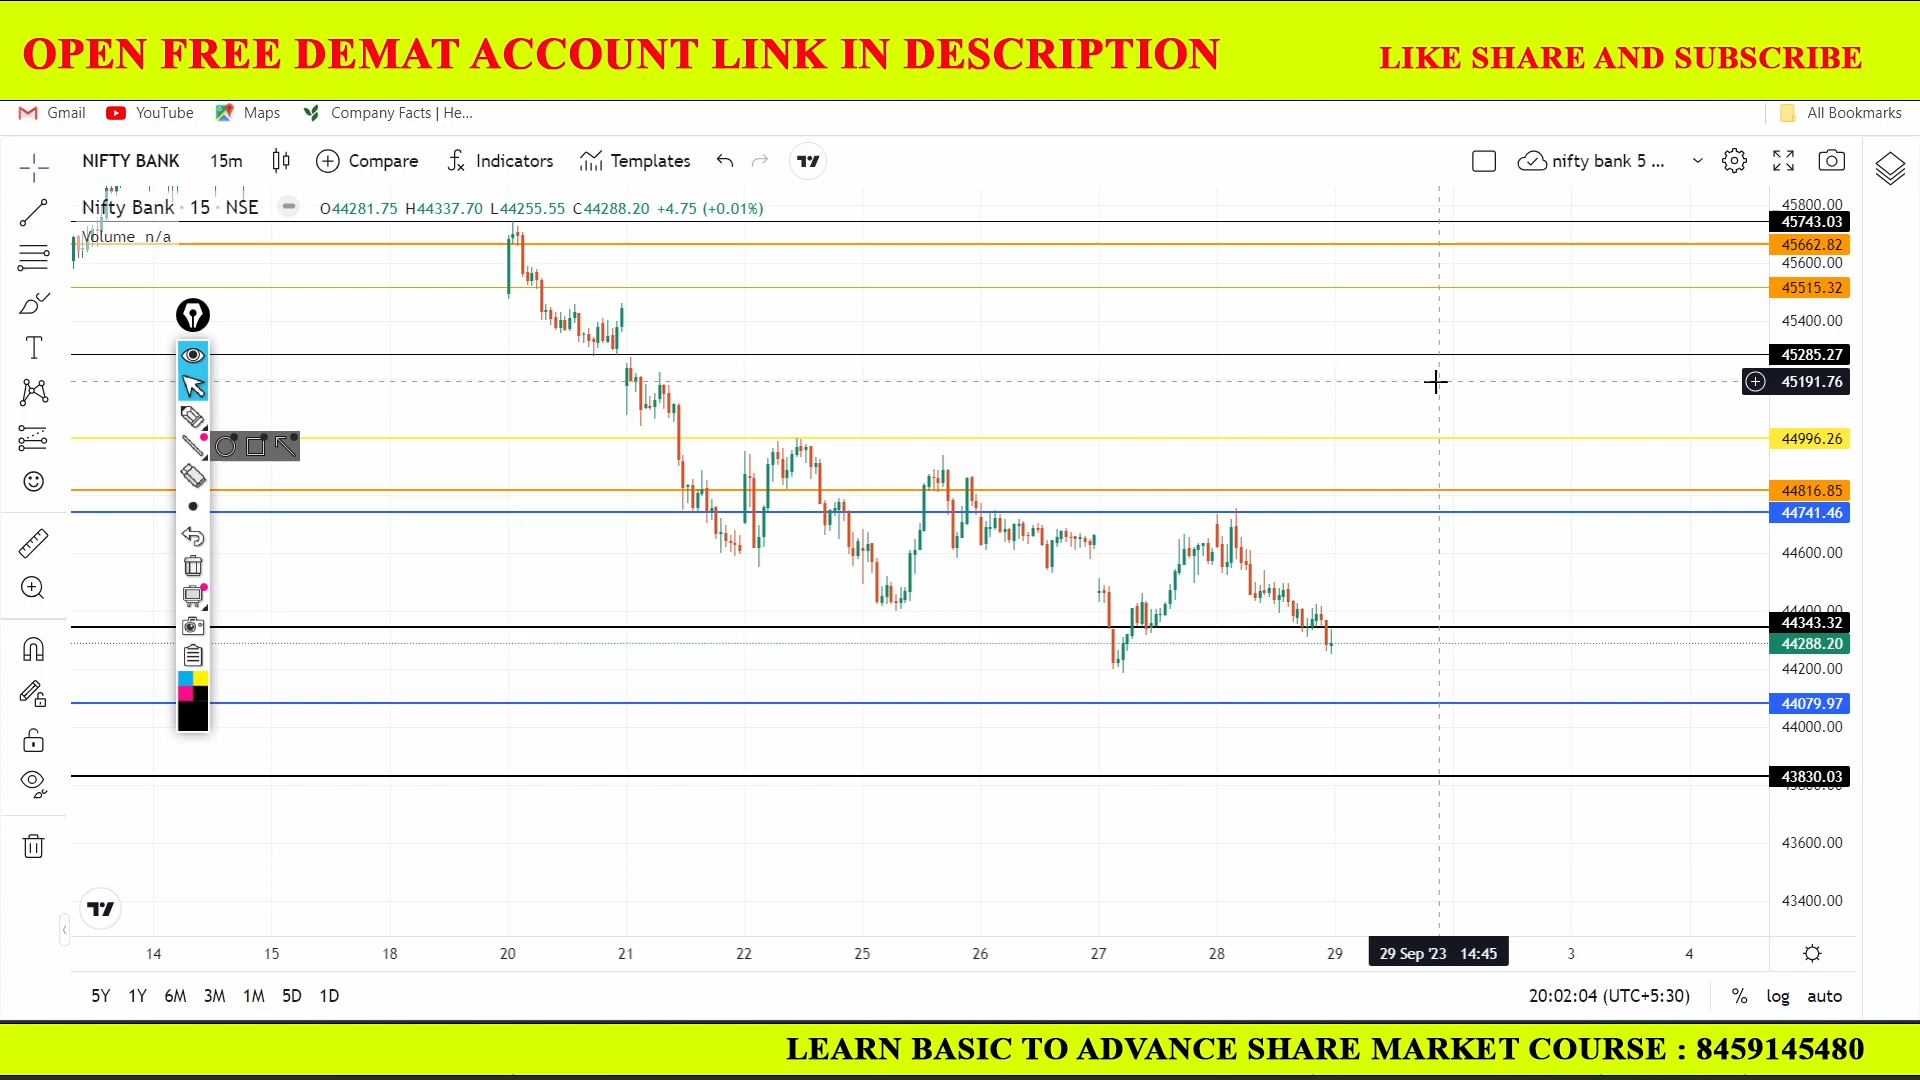 OPEN FREE DEMAT ACCOUNT LINK IN DESCRIPTION LIKE SHARE AND SUBSCRIBE
Gmail YouTube Maps Company Facts | He... All Bookmarks
NIFTY BANK 15m Compare Indicators Templates nifty bank 5 ...
Nifty Bank · 15 · NSE O44281.75 H44337.70 L44255.55 C44288.20 +4.75 (+0.01%)
Volume n/a
45800.00
45743.03
45662.82
45600.00
45515.32
45400.00
45285.27
45191.76
44996.26
44816.85
44741.46
44600.00
44400.00
44343.32
44288.20
44200.00
44079.97
44000.00
43830.03
43800.00
43600.00
43400.00
14 15 18 20 21 22 25 26 27 28 29 29 Sep '23 14:45 3 4
5Y 1Y 6M 3M 1M 5D 1D 20:02:04 (UTC+5:30) % log auto
LEARN BASIC TO ADVANCE SHARE MARKET COURSE : 8459145480